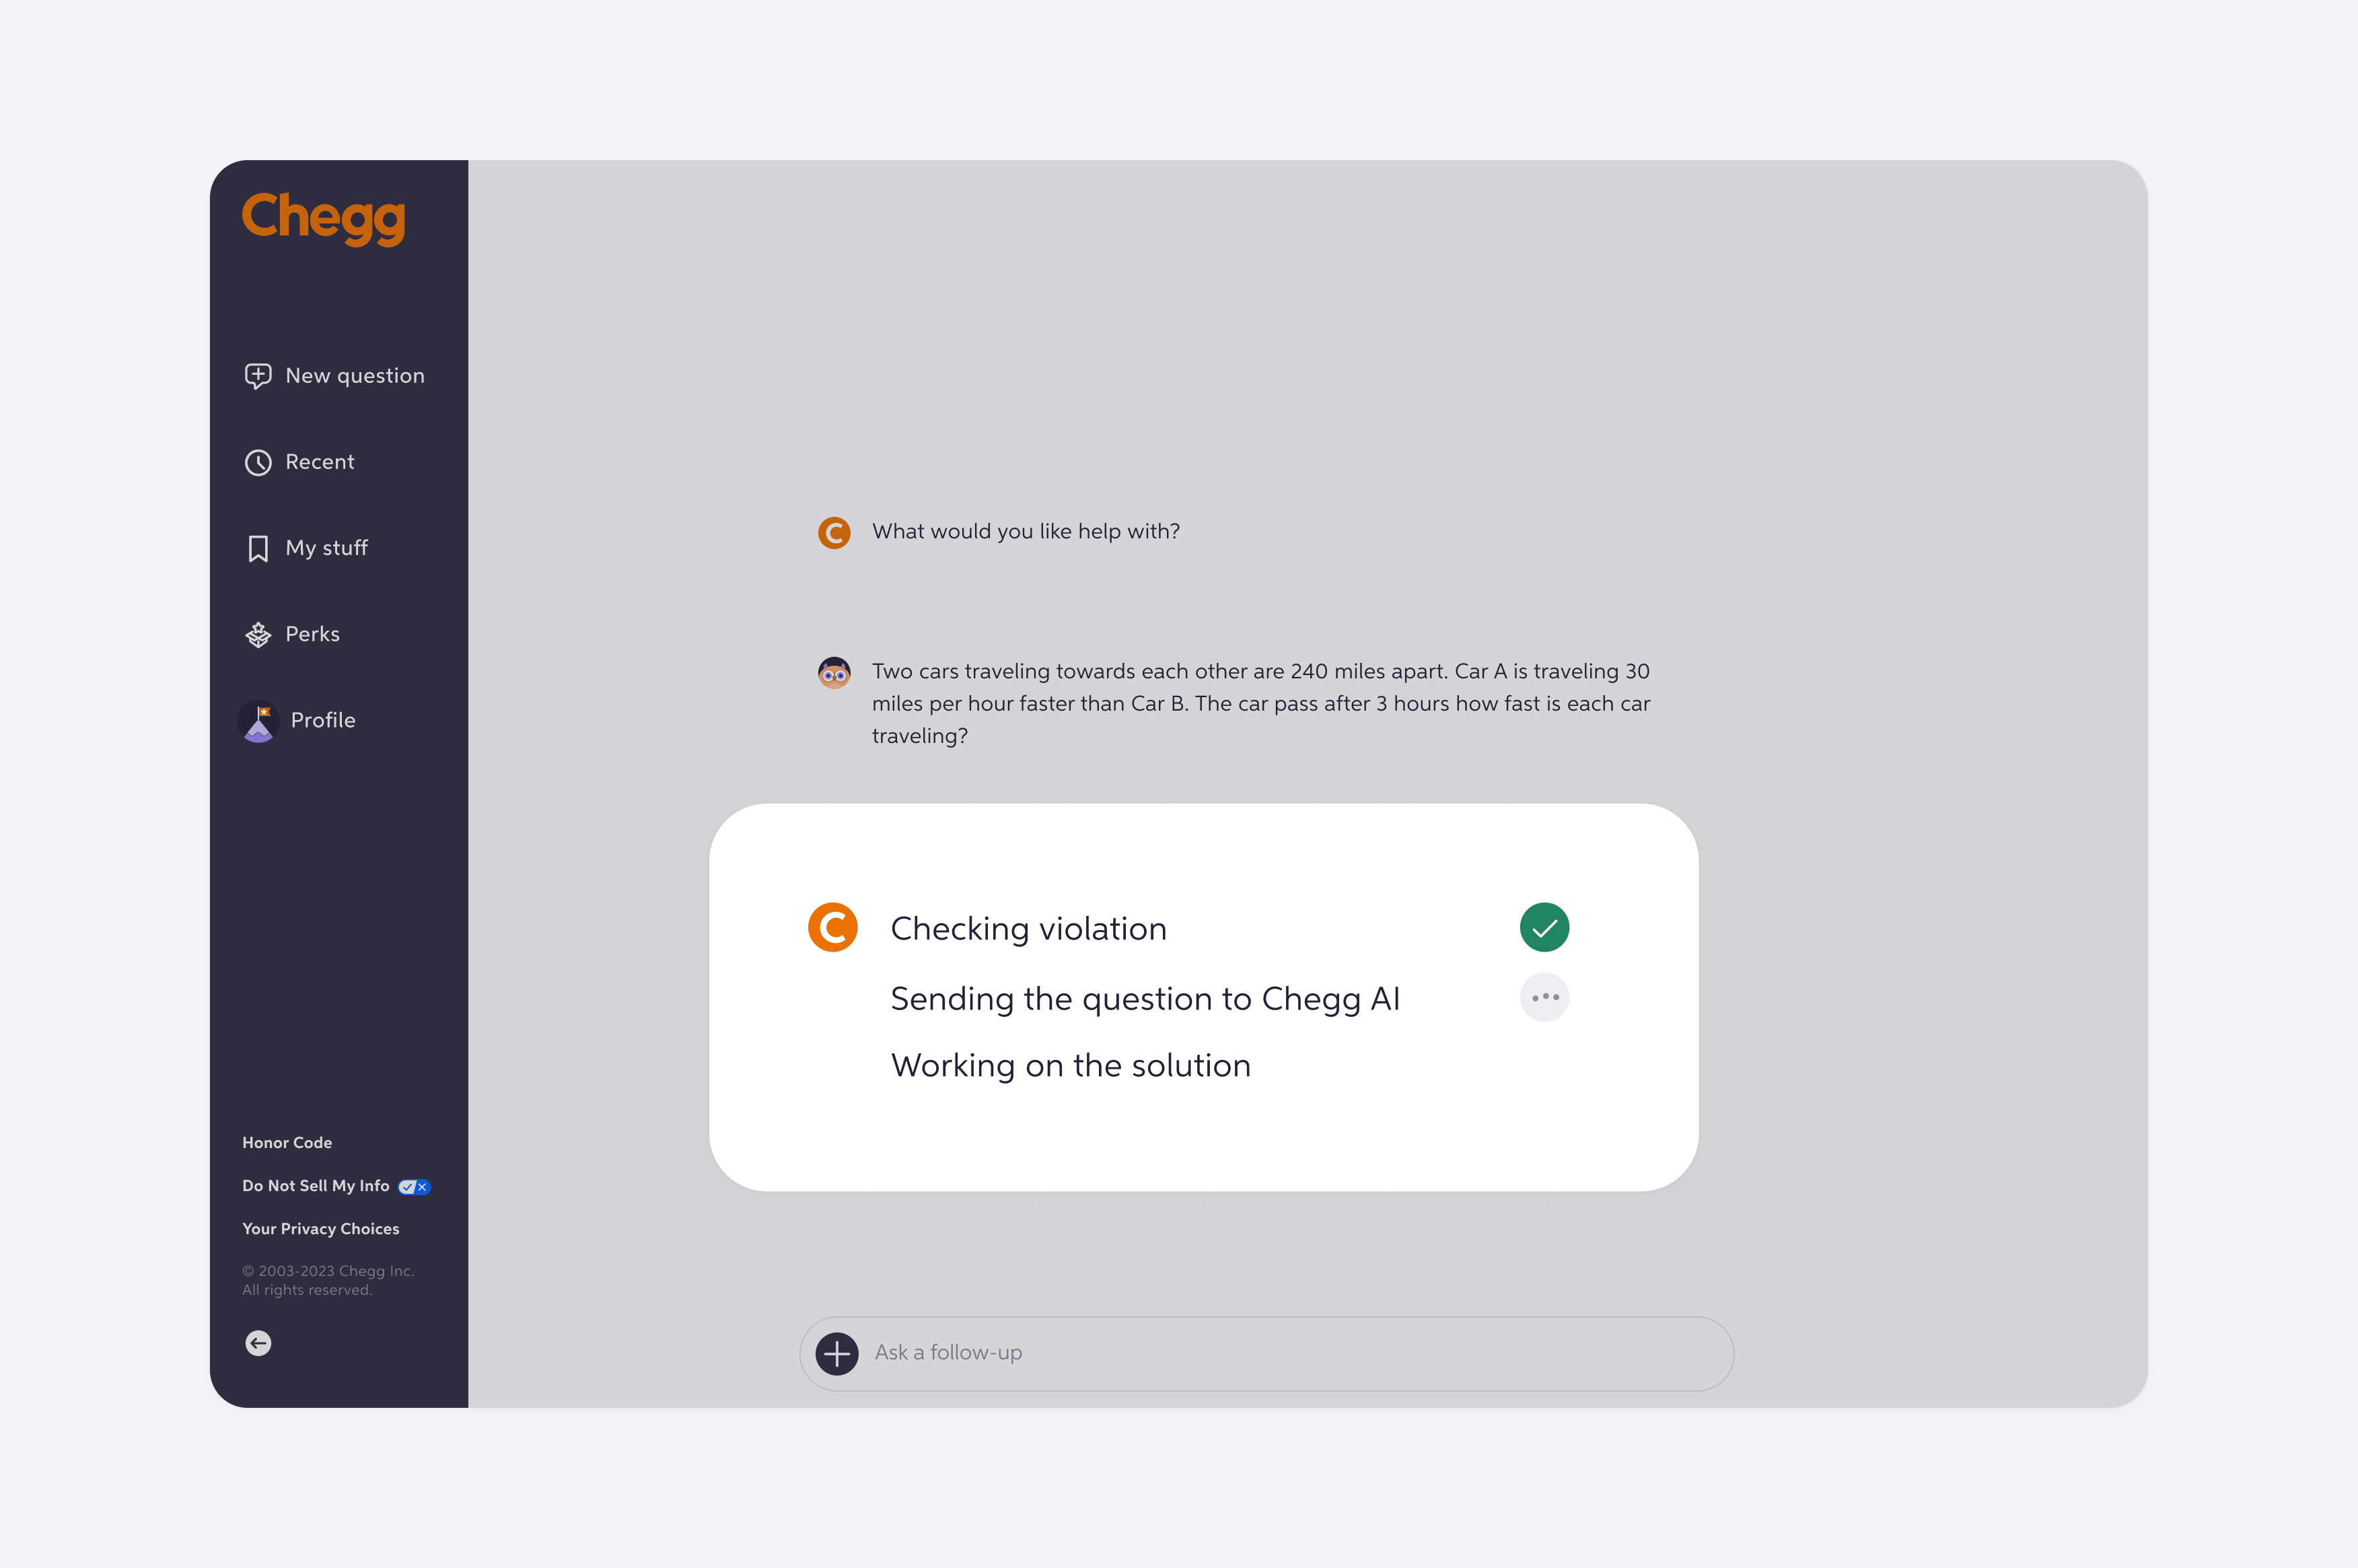 Chegg
New question
Recent
My stuff
Perks
Profile
Honor Code
Do Not Sell My Info
Your Privacy Choices
© 2003-2023 Chegg Inc.
All rights reserved.
C What would you like help with?
Two cars traveling towards each other are 240 miles apart. Car A is traveling 30
miles per hour faster than Car B. The car pass after 3 hours how fast is each car
traveling?
C Checking violation
Sending the question to Chegg AI
Working on the solution
Ask a follow-up